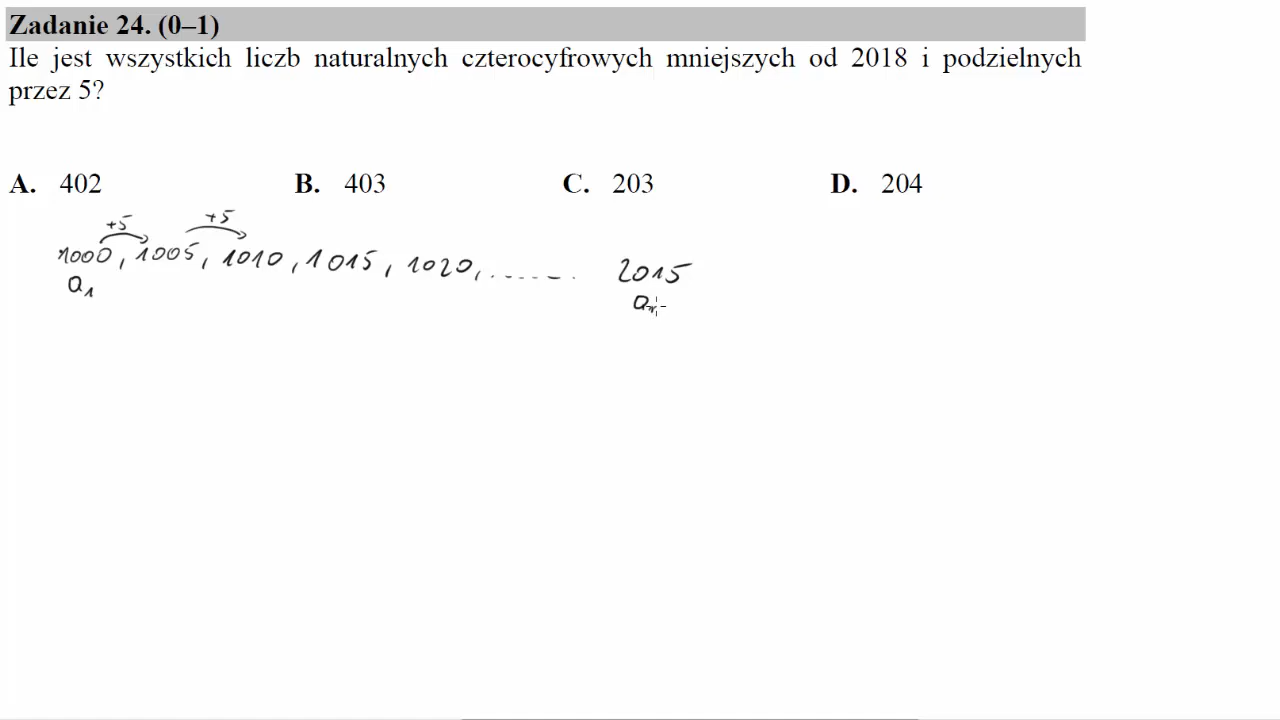 Zadanie 24. (0–1)
Ile jest wszystkich liczb naturalnych czterocyfrowych mniejszych od 2018 i podzielnych
przez 5?
A. 402 B. 403 C. 203 D. 204
+5 +5
1000, 1005, 1010, 1015, 1020, ....... 2015
a₁ aₙ